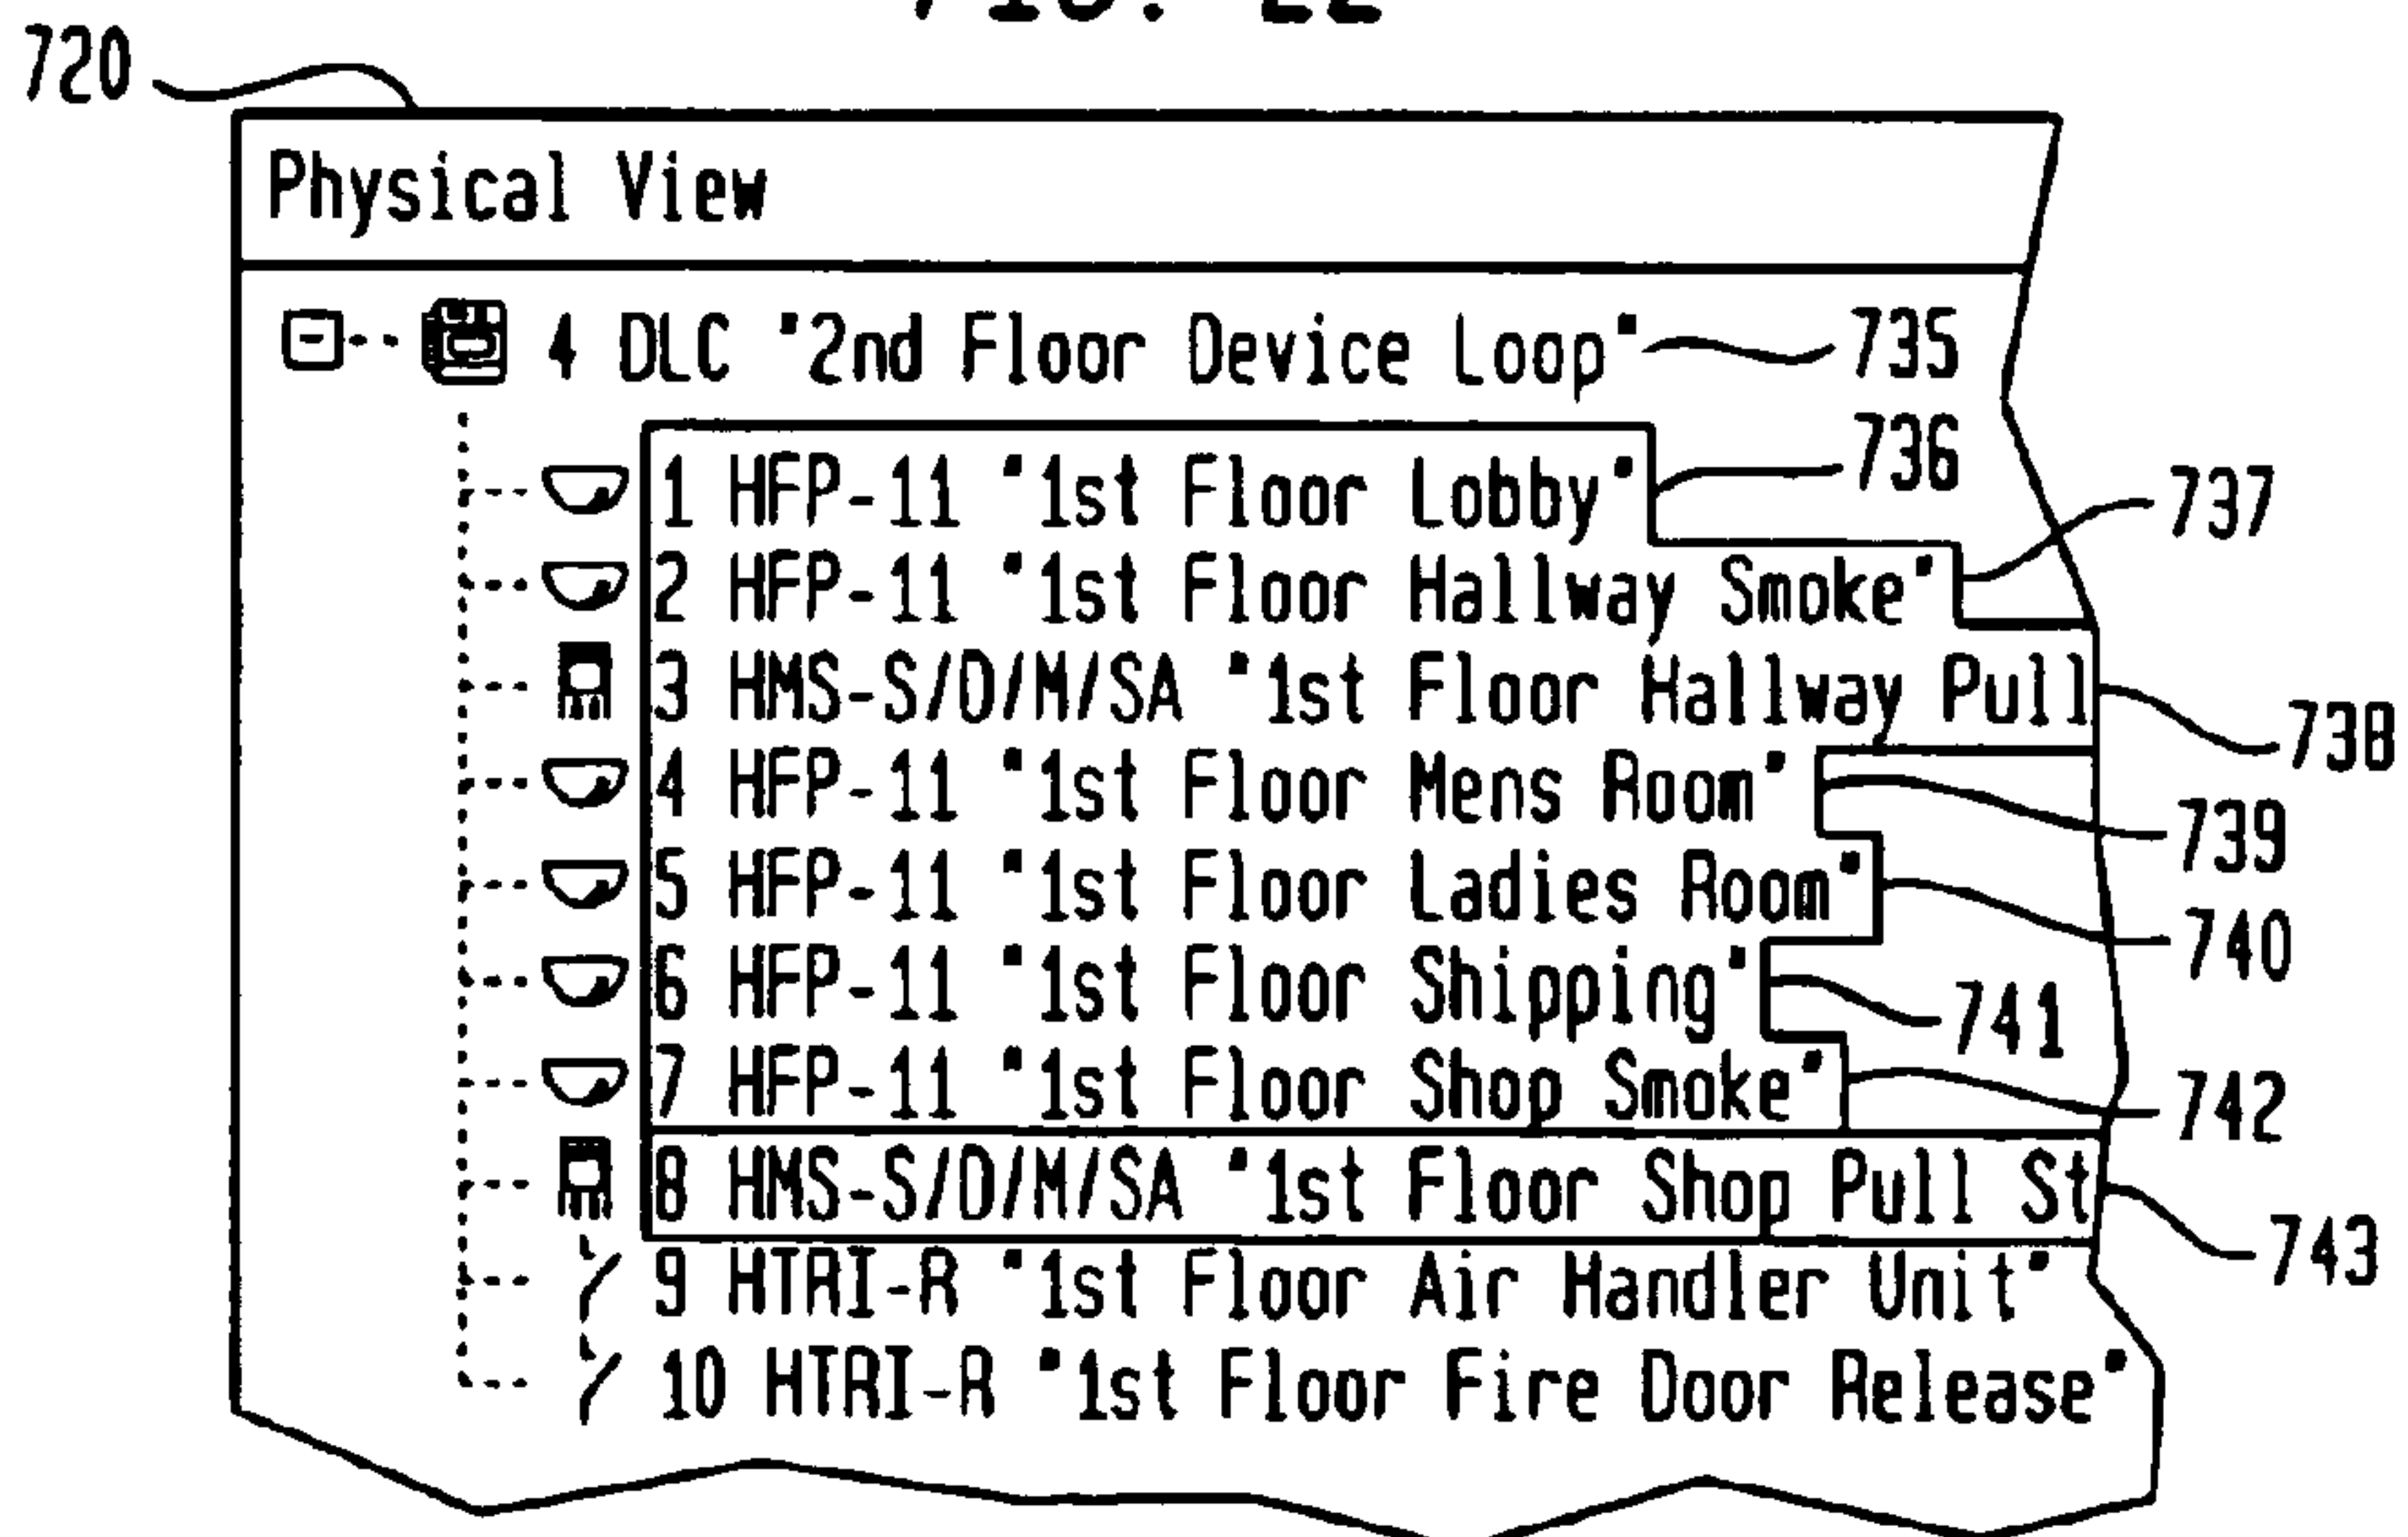 FIG. 22
720
Physical View
4 DLC "2nd Floor Device Loop" 735
736
1 HFP-11 "1st Floor Lobby"
737
2 HFP-11 "1st Floor Hallway Smoke"
3 HMS-S/D/M/SA "1st Floor Hallway Pull
738
4 HFP-11 "1st Floor Mens Room"
739
5 HFP-11 "1st Floor Ladies Room"
740
6 HFP-11 "1st Floor Shipping"
741
7 HFP-11 "1st Floor Shop Smoke"
742
8 HMS-S/D/M/SA "1st Floor Shop Pull St
743
9 HTRI-R "1st Floor Air Handler Unit"
10 HTRI-R "1st Floor Fire Door Release"